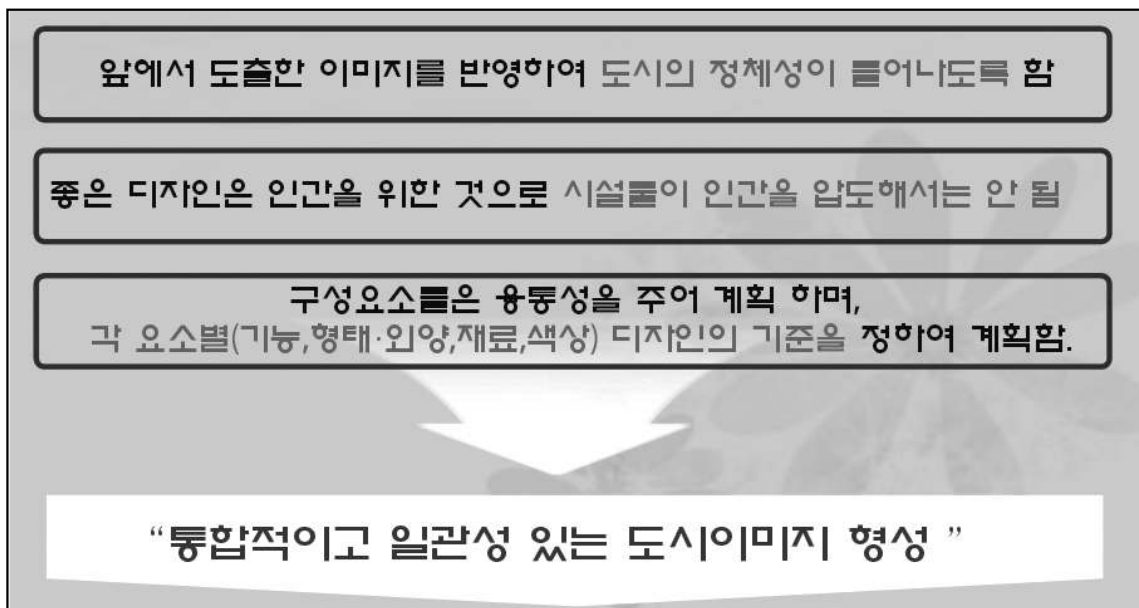 앞에서 도출한 이미지를 반영하여 도시의 정체성이 들어나도록 함
좋은 디자인은 인간을 위한 것으로 시설물이 인간을 압도해서는 안 됨
구성요소들은 융통성을 주어 계획 하며,
각 요소별(기능,형태·외양,재료,색상) 디자인의 기준을 정하여 계획함.
“통합적이고 일관성 있는 도시이미지 형성 ”